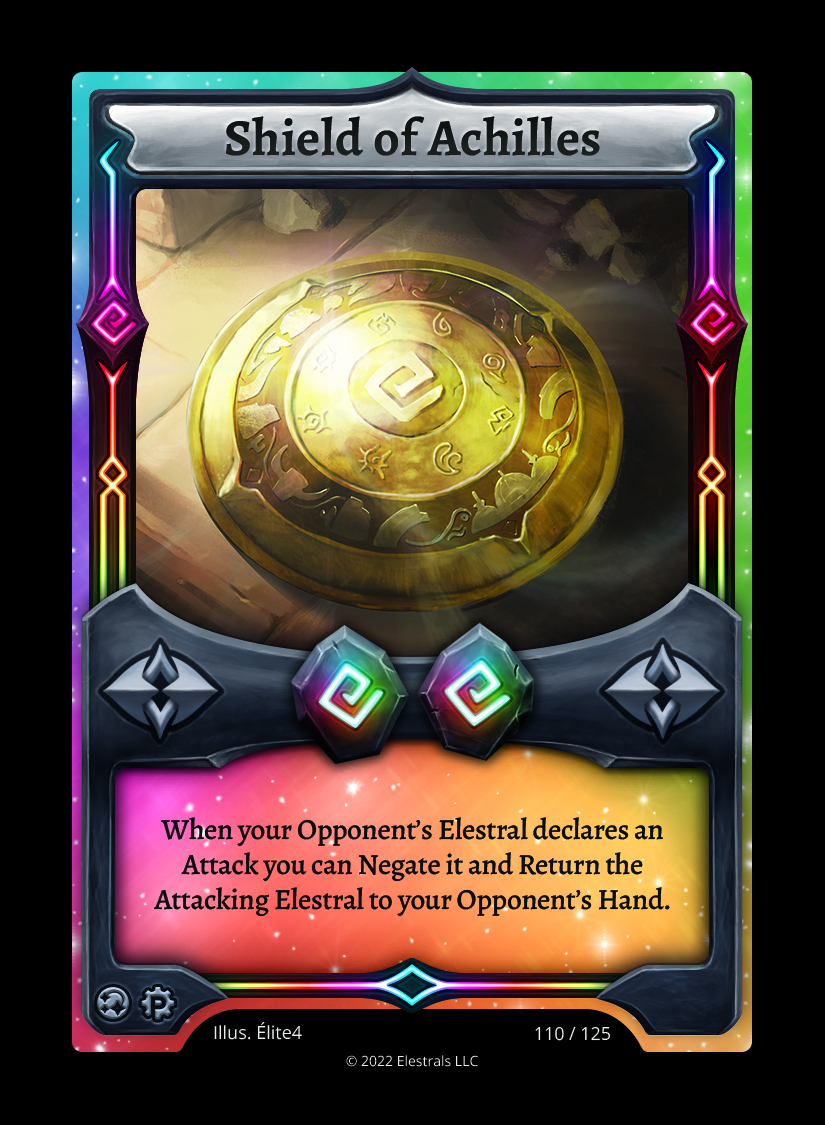 Shield of Achilles
When your Opponent's Elestral declares an
Attack you can Negate it and Return the
Attacking Elestral to your Opponent's Hand.
P
Illus. Élite4
110 / 125
© 2022 Elestrals LLC